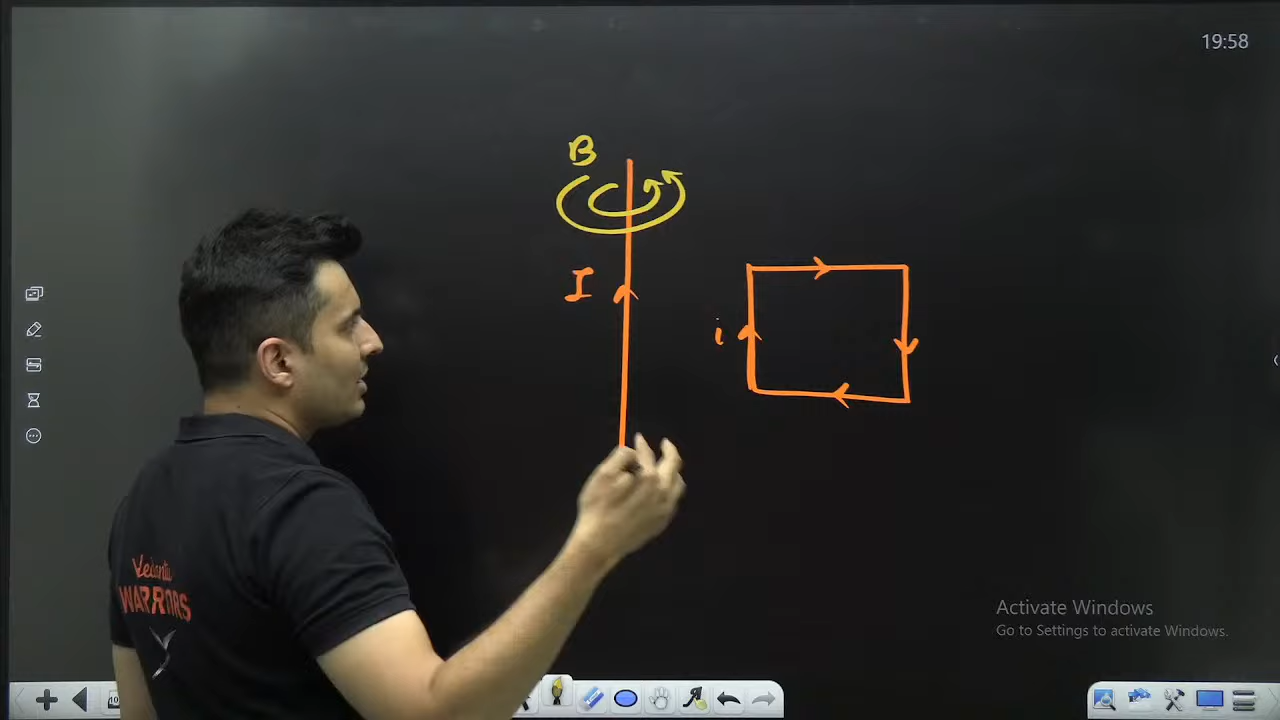 19:58
B
I
i
Vedantu
WARRIORS
Activate Windows
Go to Settings to activate Windows.